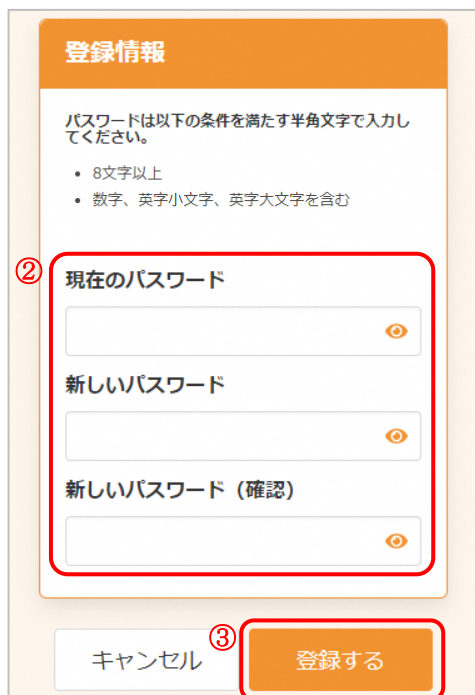 登録情報
パスワードは以下の条件を満たす半角文字で入力し
てください。
• 8文字以上
• 数字、英字小文字、英字大文字を含む
②
現在のパスワード
新しいパスワード
新しいパスワード（確認）
③
キャンセル
登録する